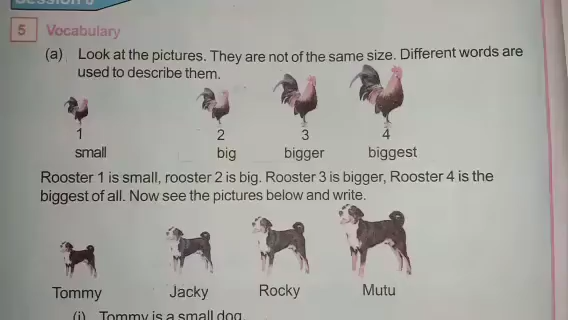 5 Vocabulary
(a) Look at the pictures. They are not of the same size. Different words are
used to describe them.
1 2 3 4
small big bigger biggest
Rooster 1 is small, rooster 2 is big. Rooster 3 is bigger, Rooster 4 is the
biggest of all. Now see the pictures below and write.
Tommy Jacky Rocky Mutu
(i) Tommy is a small dog.